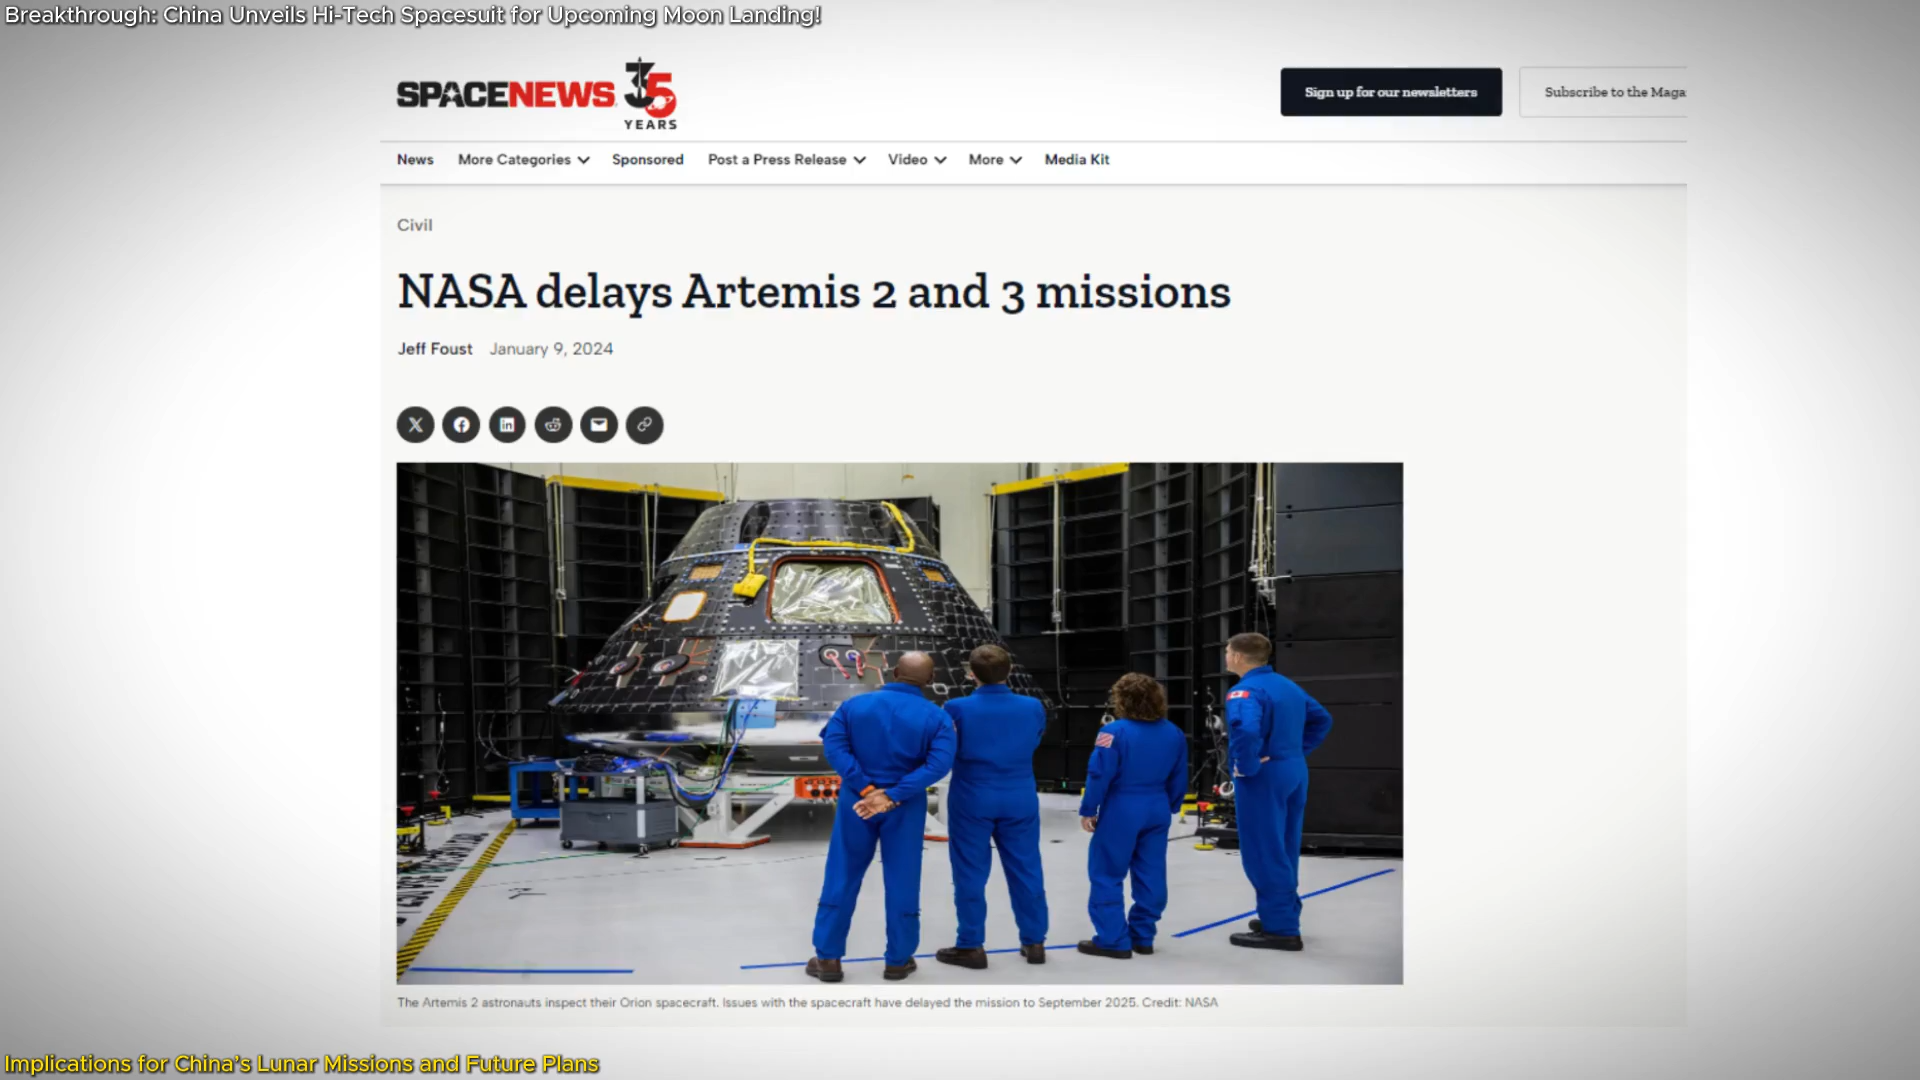 Breakthrough: China Unveils Hi-Tech Spacesuit for Upcoming Moon Landing!
SPACENEWS 35
YEARS
Sign up for our newsletters
Subscribe to the Maga
News More Categories Sponsored Post a Press Release Video More Media Kit
Civil
NASA delays Artemis 2 and 3 missions
Jeff Foust January 9, 2024
The Artemis 2 astronauts inspect their Orion spacecraft. Issues with the spacecraft have delayed the mission to September 2025. Credit: NASA
Implications for China's Lunar Missions and Future Plans